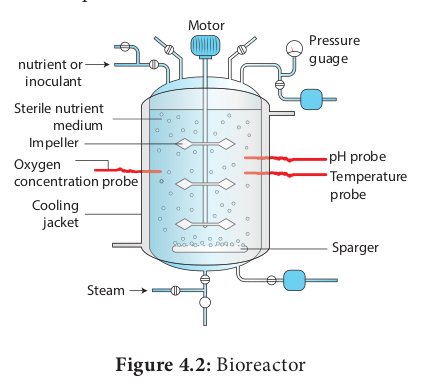 Motor
Pressure
guage
nutrient or
inoculant
Sterile nutrient
medium
Impeller
Oxygen
concentration probe
pH probe
Temperature
probe
Cooling
jacket
Sparger
Steam
Figure 4.2: Bioreactor